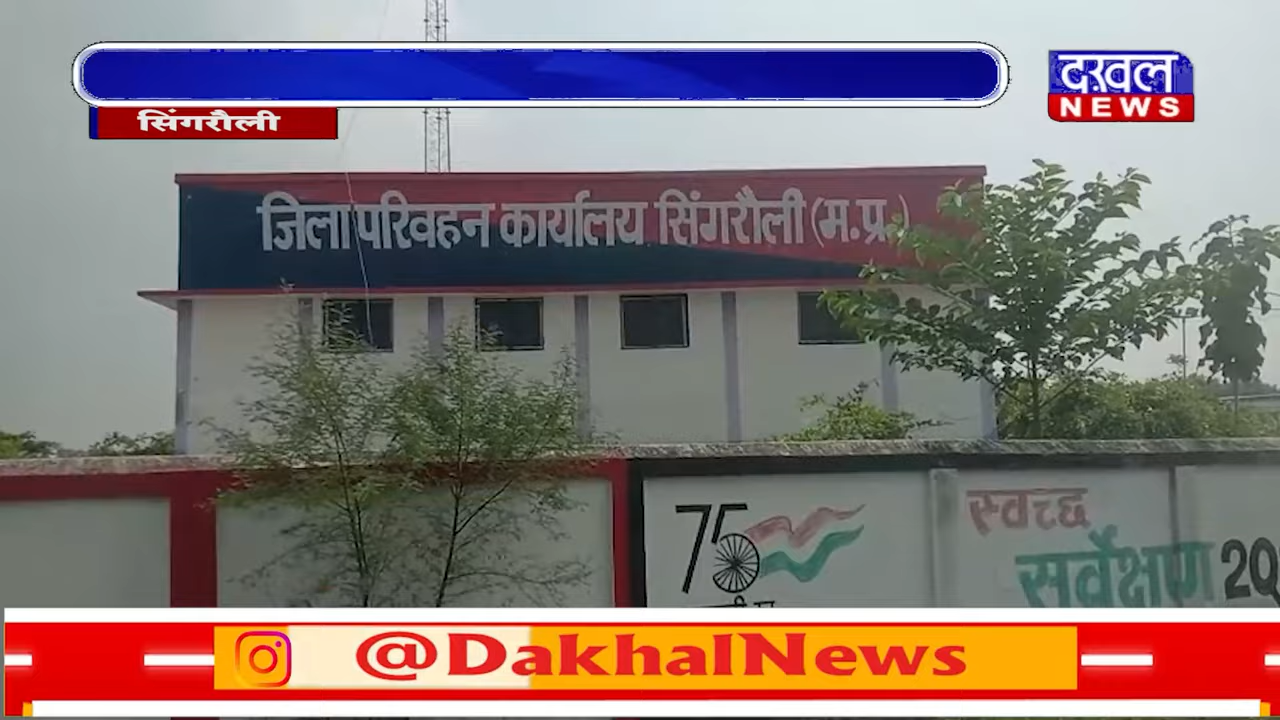 दखल
NEWS
सिंगरौली
जिला परिवहन कार्यालय सिंगरौली (म.प्र.)
75
स्वच्छ
सर्वेक्षण 20
@DakhalNews